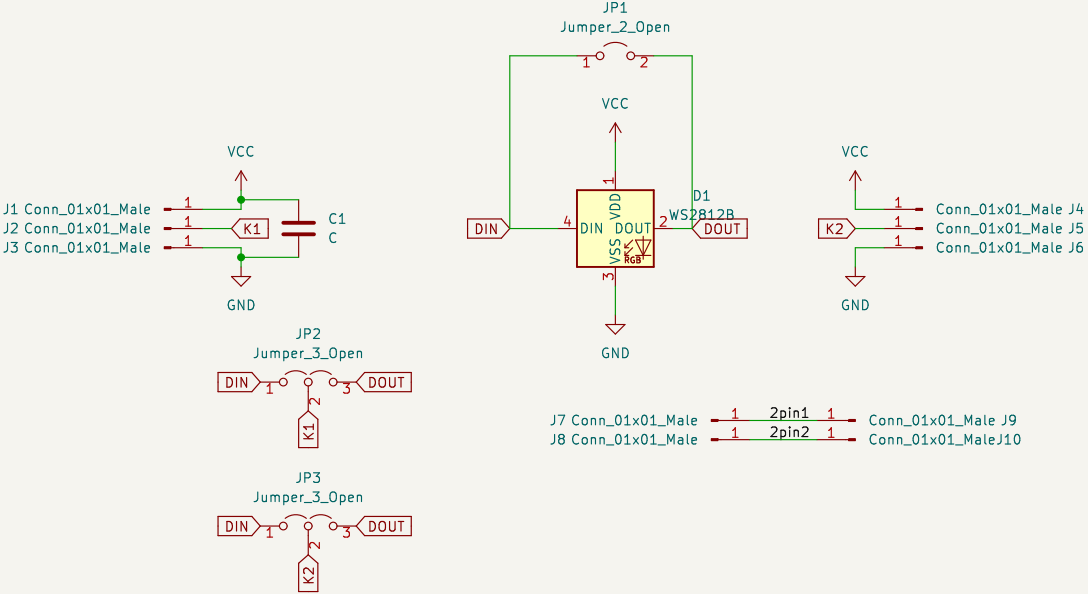 JP1
Jumper_2_Open
1 2
VCC
1
VDD
D1
WS2812B
DIN 4 DIN DOUT 2 DOUT
VSS
RGB
3
GND
VCC
J1 Conn_01x01_Male 1
J2 Conn_01x01_Male 1 K1
J3 Conn_01x01_Male 1
C1
C
GND
VCC
1 Conn_01x01_Male J4
K2 1 Conn_01x01_Male J5
1 Conn_01x01_Male J6
GND
JP2
Jumper_3_Open
DIN 1 3 DOUT
2
K1
J7 Conn_01x01_Male 1 2pin1 1 Conn_01x01_Male J9
J8 Conn_01x01_Male 1 2pin2 1 Conn_01x01_MaleJ10
JP3
Jumper_3_Open
DIN 1 3 DOUT
2
K2